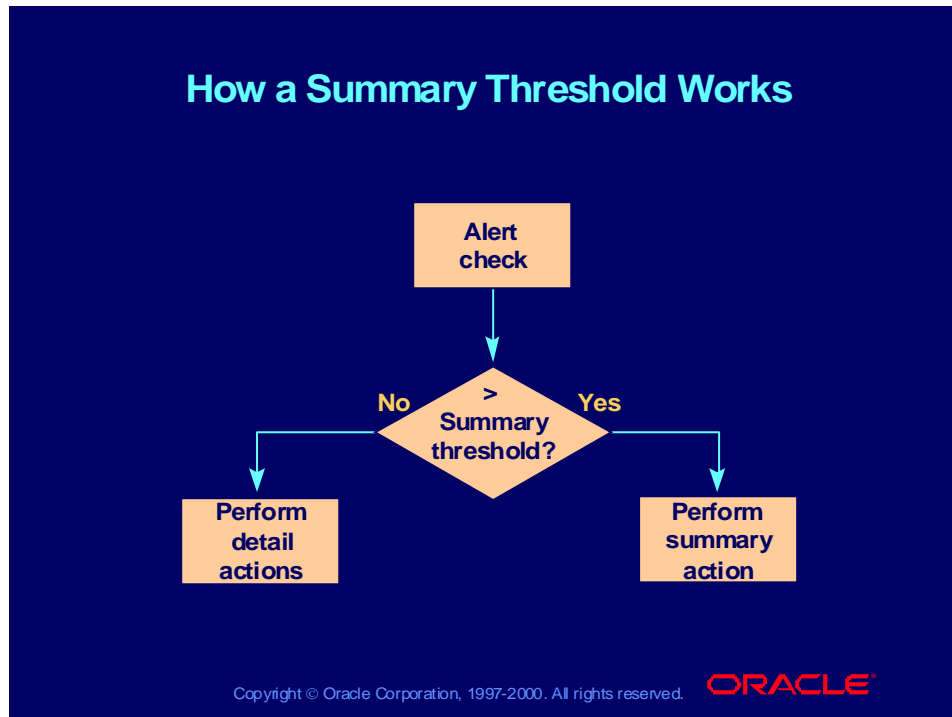 How a Summary Threshold Works
Alert
check
No
>
Summary
threshold?
Yes
Perform
detail
actions
Perform
summary
action
Copyright © Oracle Corporation, 1997-2000. All rights reserved.
ORACLE®